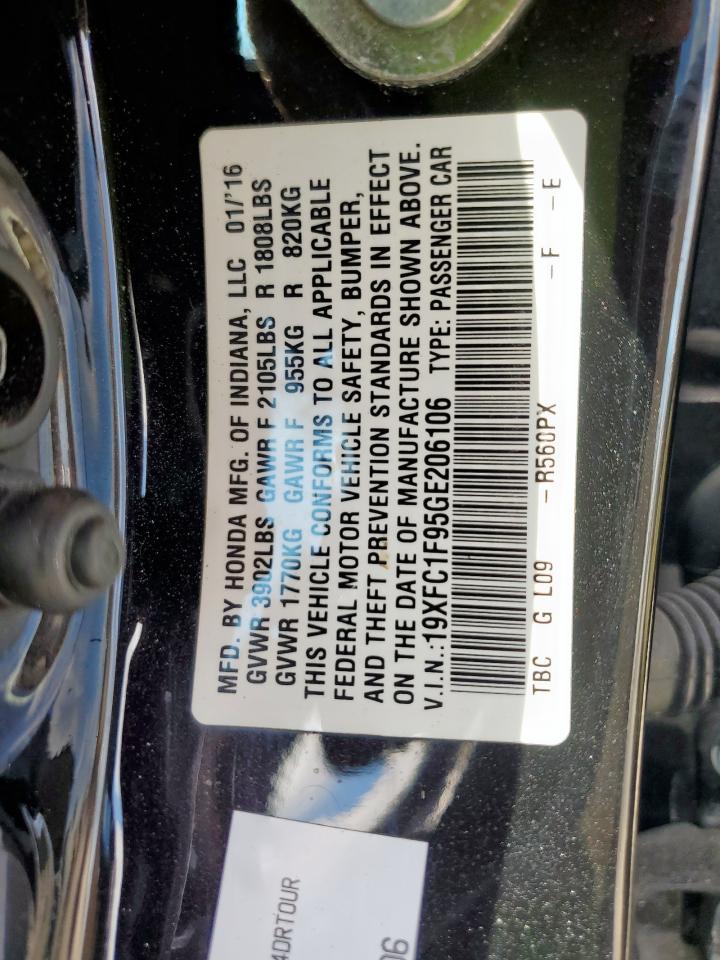 MFD. BY HONDA MFG. OF INDIANA, LLC 01/'16
GVWR 3902LBS GAWR F 2105LBS R 1808LBS
GVWR 1770KG GAWR F 955KG R 820KG
THIS VEHICLE CONFORMS TO ALL APPLICABLE
FEDERAL MOTOR VEHICLE SAFETY, BUMPER,
AND THEFT PREVENTION STANDARDS IN EFFECT
ON THE DATE OF MANUFACTURE SHOWN ABOVE.
V.I.N.:19XFC1F95GE206106 TYPE: PASSENGER CAR
TBC G L09 -R560PX -F -E
4DRTOUR
06